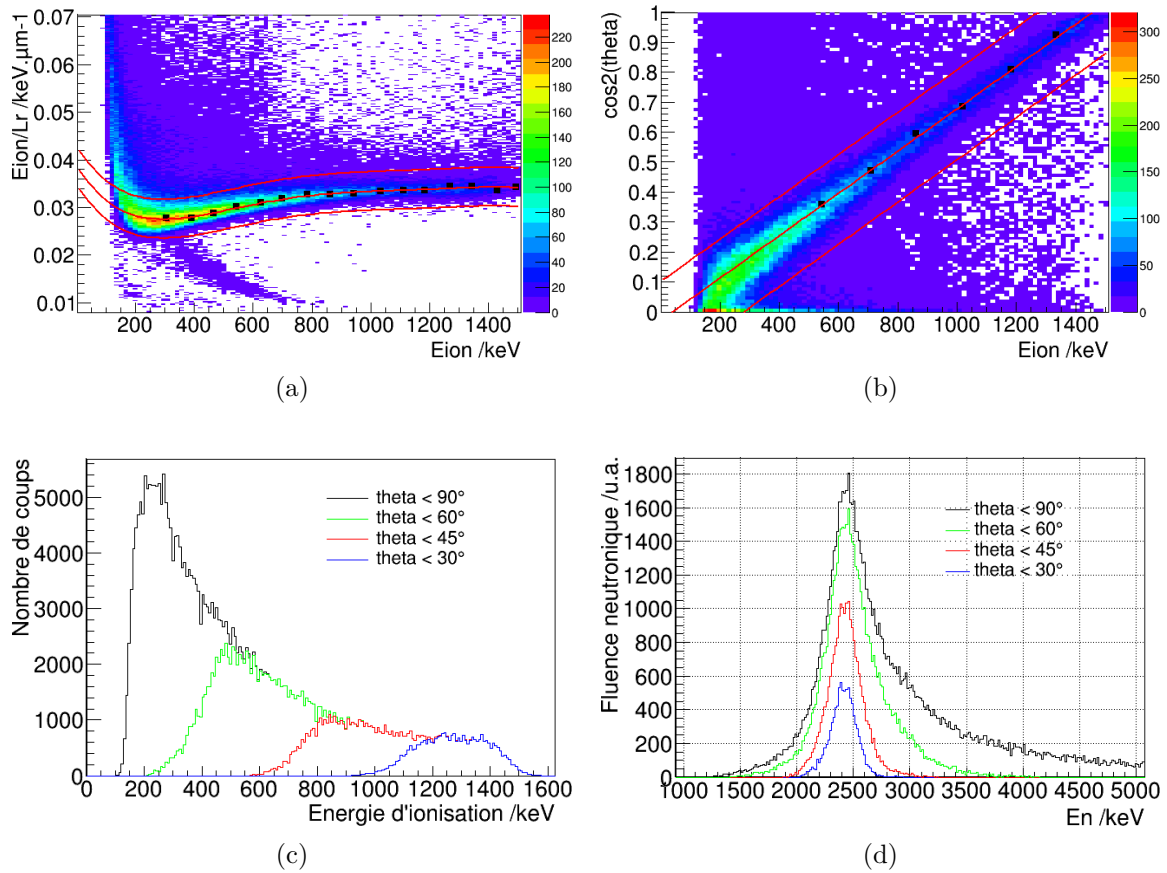 0.07
0.06
0.05
0.04
0.03
0.02
0.01
Eion/Lr /keV.µm-1
200 400 600 800 1000 1200 1400
Eion /keV
220
200
180
160
140
120
100
80
60
40
20
0
(a)
1
0.9
0.8
0.7
0.6
0.5
0.4
0.3
0.2
0.1
0
cos2(theta)
200 400 600 800 1000 1200 1400
Eion /keV
300
250
200
150
100
50
0
(b)
Nombre de coups
5000
4000
3000
2000
1000
0
theta < 90°
theta < 60°
theta < 45°
theta < 30°
0 200 400 600 800 1000 1200 1400 1600
Energie d'ionisation /keV
(c)
Fluence neutronique /u.a.
1800
1600
1400
1200
1000
800
600
400
200
0
theta < 90°
theta < 60°
theta < 45°
theta < 30°
1000 1500 2000 2500 3000 3500 4000 4500 5000
En /keV
(d)